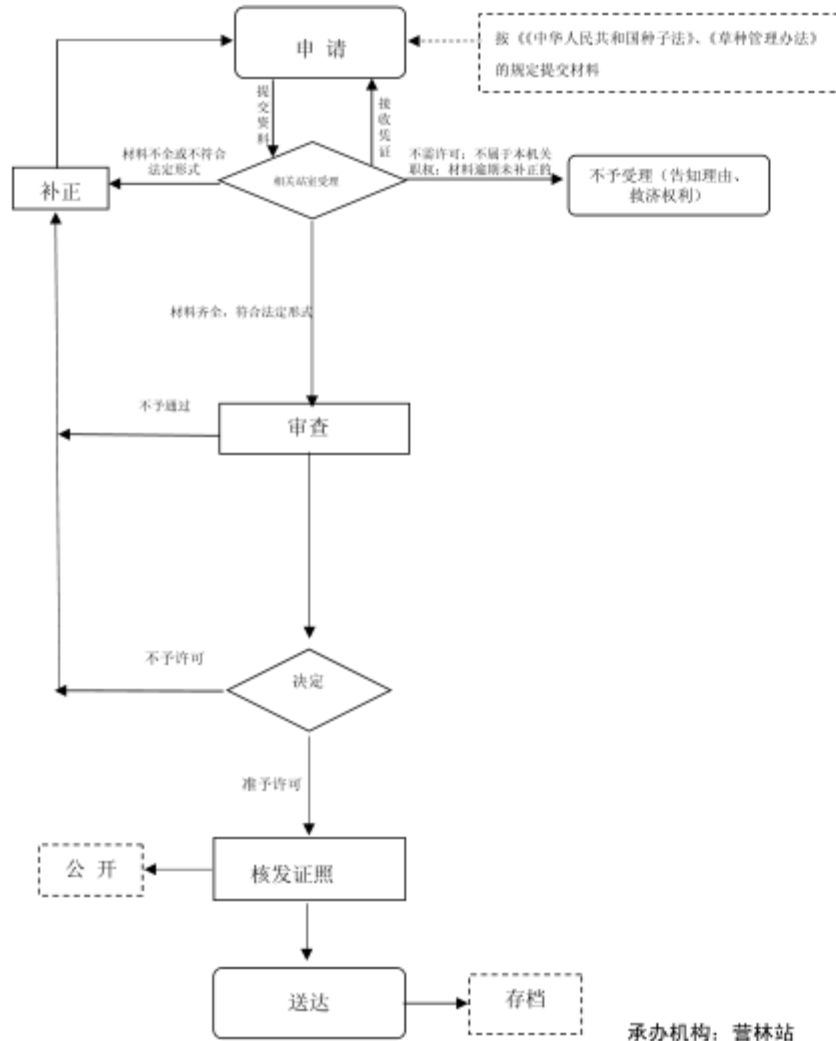 申 请
按《《中华人民共和国种子法》、《草种管理办法》
的规定提交材料
提交资料
接收凭证
材料不全或不符合
法定形式
补正
相关站室受理
不需许可；不属于本机关
职权；材料逾期未补正的
不予受理（告知理由、
救济权利）
材料齐全，符合法定形式
不予通过
审查
不予许可
决定
准予许可
公 开
核发证照
送达
存档
承办机构：营林站